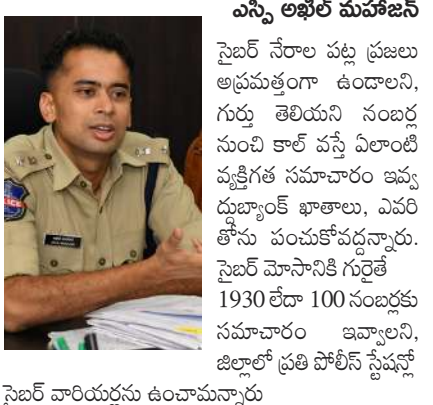 ఎస్పి అఖిల్ మహాజన్
సైబర్ నేరాల పట్ల ప్రజలు
అప్రమత్తంగా ఉండాలని,
గుర్తు తెలియని నంబర్ల
నుంచి కాల్ వస్తే ఏలాంటి
వ్యక్తిగత సమాచారం ఇవ్వ
ద్దుబ్యాంక్ ఖాతాలు, ఎవరి
తోను పంచుకోవద్దన్నారు.
సైబర్ మోసానికి గురైతే
1930 లేదా 100 నంబర్లకు
సమాచారం ఇవ్వాలని,
జిల్లాలో ప్రతి పోలీస్ స్టేషన్లో
సైబర్ వారియర్లను ఉంచామన్నారు